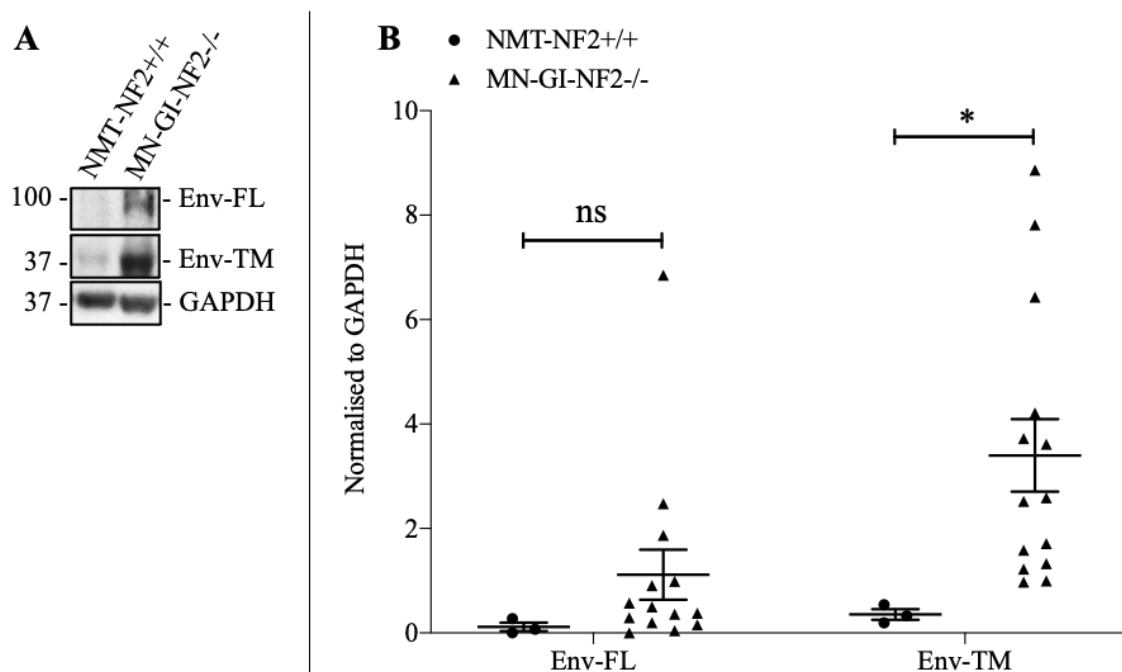 A
NMT-NF2+/+
MN-GI-NF2-/-
100 -
- Env-FL
37 -
- Env-TM
37 -
- GAPDH
B
● NMT-NF2+/+
▲ MN-GI-NF2-/-
Normalised to GAPDH
10
8
6
4
2
0
ns
*
Env-FL
Env-TM